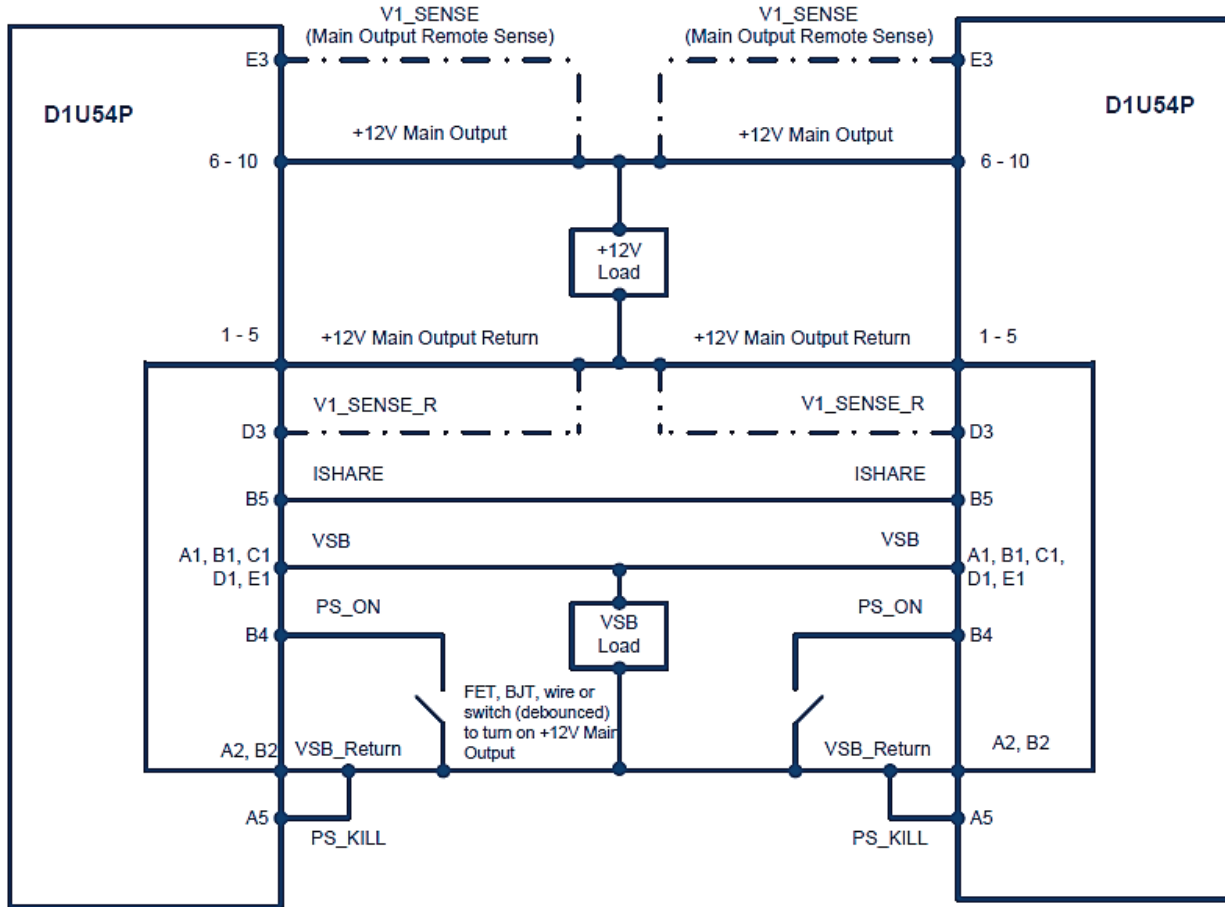 V1_SENSE
(Main Output Remote Sense)
V1_SENSE
(Main Output Remote Sense)
E3
E3
D1U54P
D1U54P
+12V Main Output
+12V Main Output
6 - 10
6 - 10
+12V
Load
1 - 5
+12V Main Output Return
+12V Main Output Return
1 - 5
V1_SENSE_R
V1_SENSE_R
D3
D3
ISHARE
ISHARE
B5
B5
VSB
VSB
A1, B1, C1
D1, E1
A1, B1, C1,
D1, E1
PS_ON
PS_ON
B4
B4
VSB
Load
FET, BJT, wire or
switch (debounced)
to turn on +12V Main
Output
A2, B2
VSB_Return
VSB_Return
A2, B2
A5
A5
PS_KILL
PS_KILL